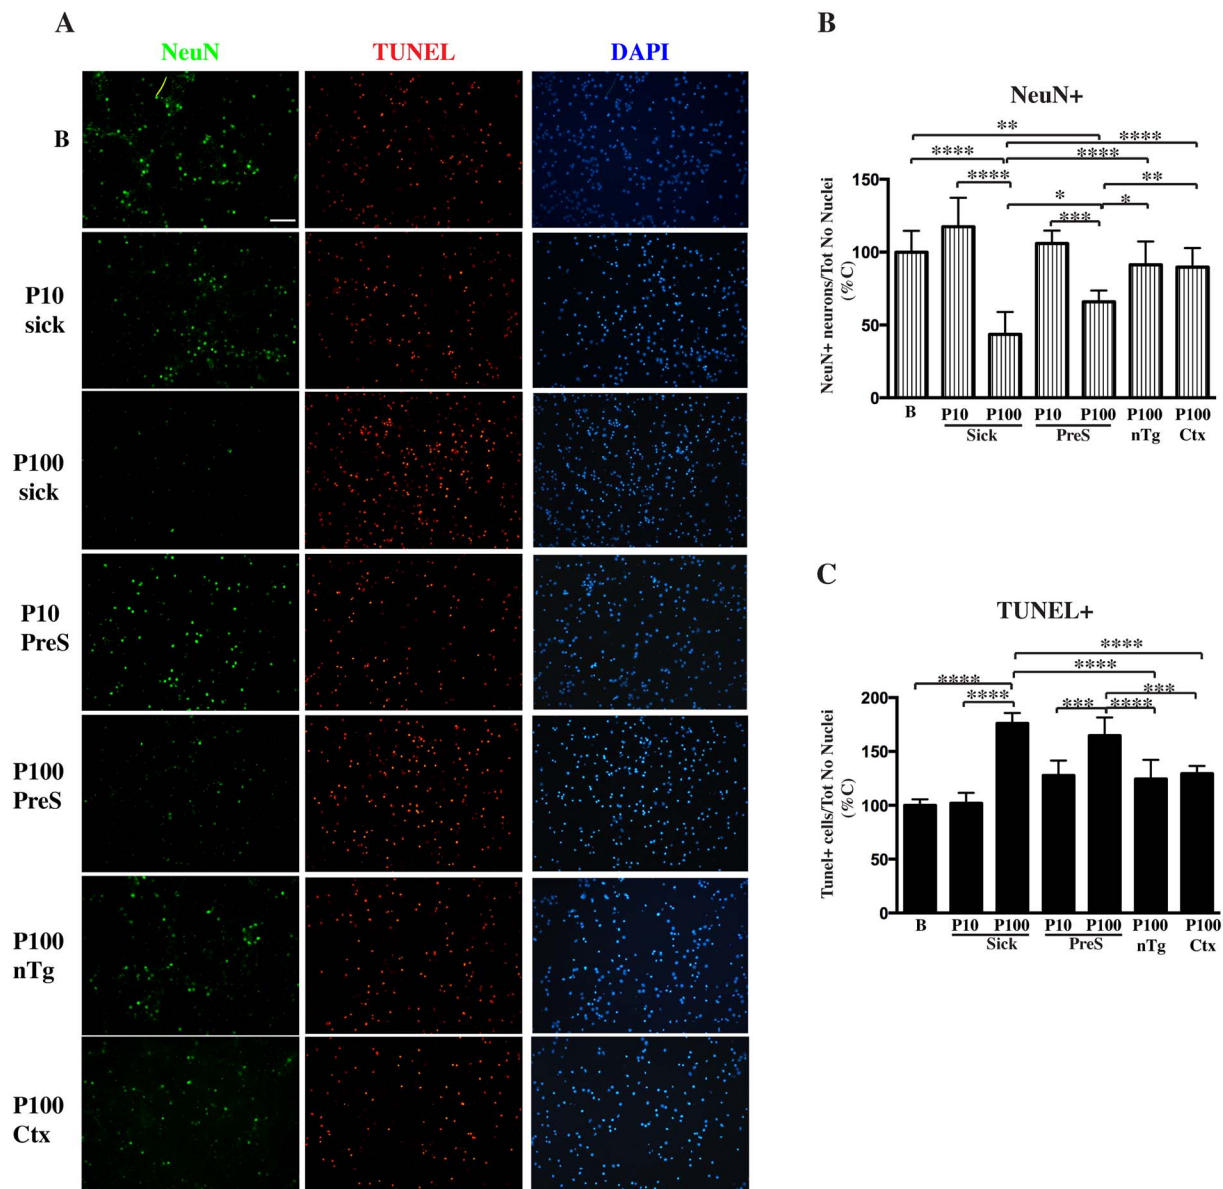 A
NeuN TUNEL DAPI
B
P10
sick
P100
sick
P10
PreS
P100
PreS
P100
nTg
P100
Ctx
B
NeuN+
** ****
**** ****
**** **
* *
***
NeuN+ neurons/Tot No Nuclei
(%C)
150
100
50
0
B P10 P100 P10 P100 P100 P100
Sick PreS nTg Ctx
C
TUNEL+
****
****
**** ***
**** *** ****
Tunel+ cells/Tot No Nuclei
(%C)
200
150
100
50
0
B P10 P100 P10 P100 P100 P100
Sick PreS nTg Ctx